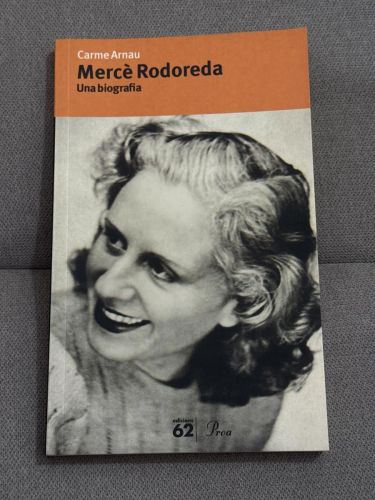 Carme Arnau
Mercè Rodoreda
Una biografia
edicions
62
Proa